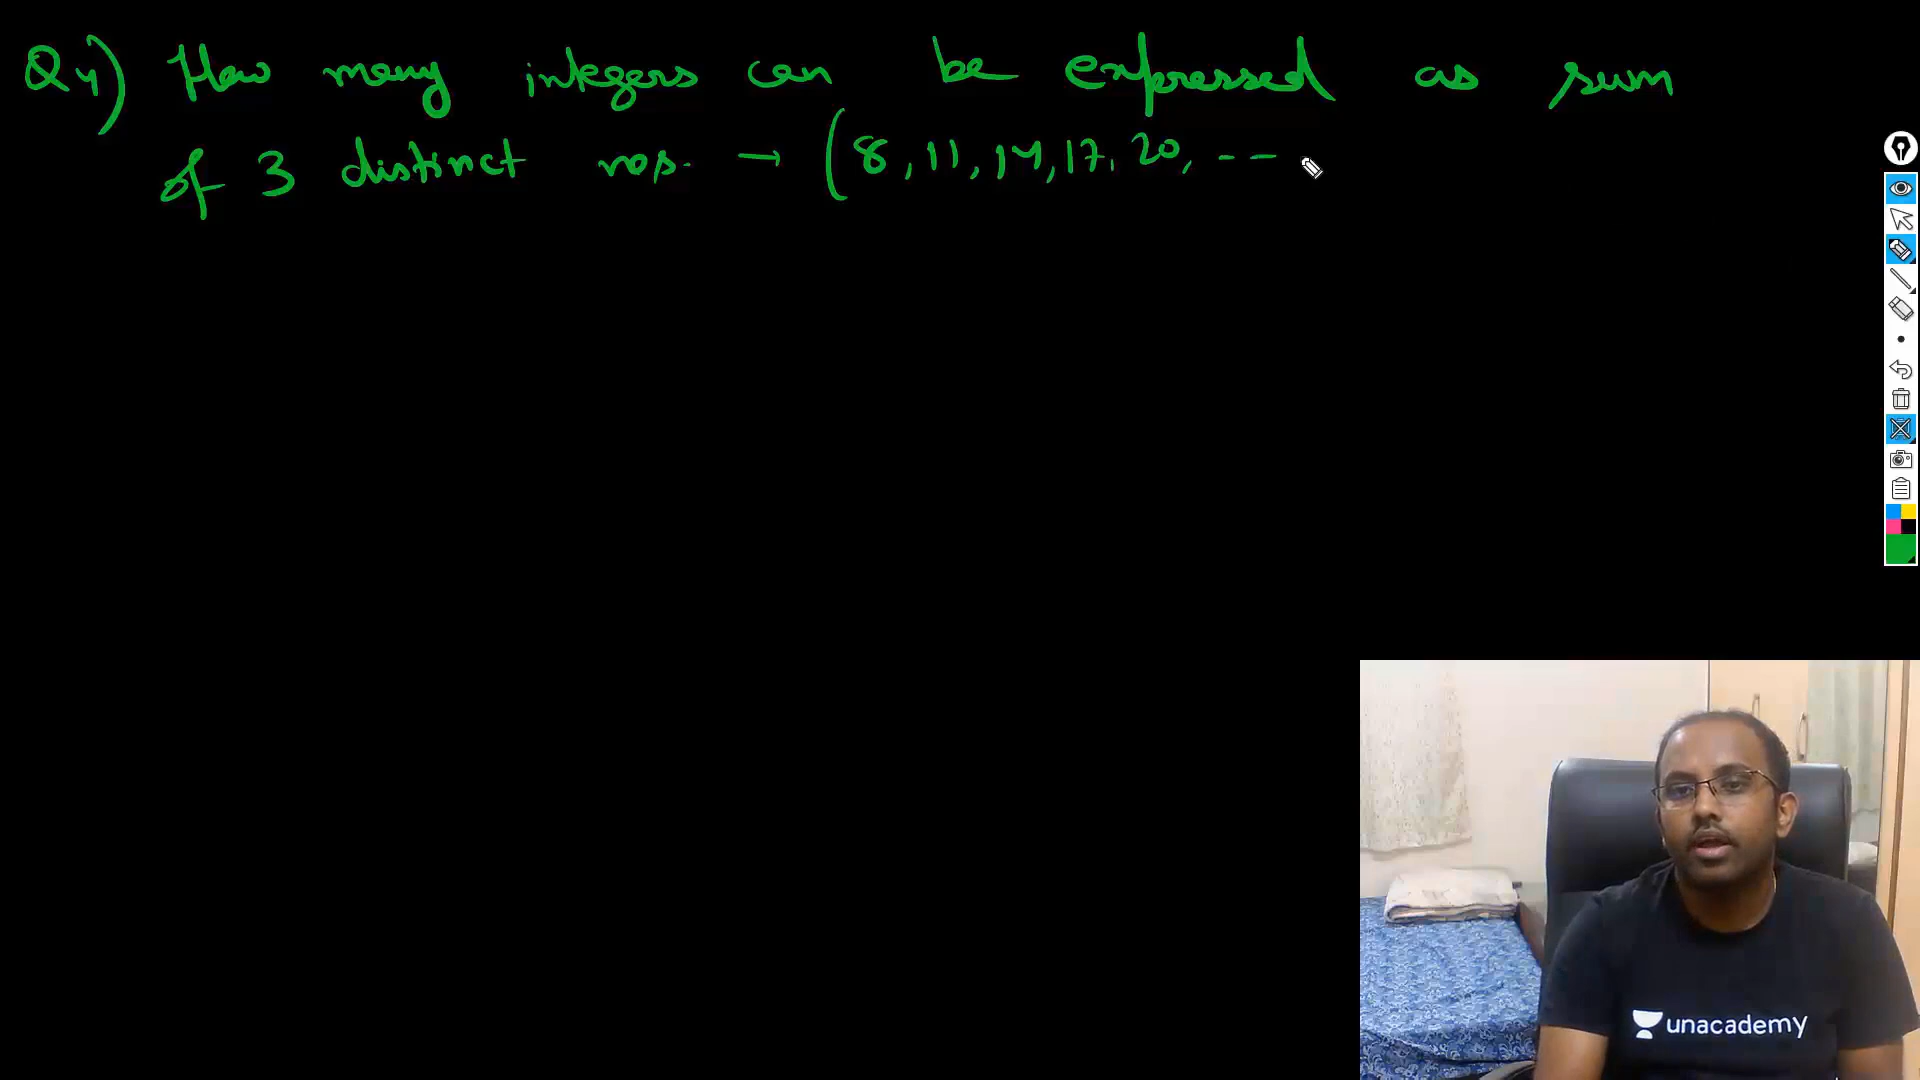 Q4) How many integers can be expressed as sum
of 3 distinct nos. → (8, 11, 14, 17, 20, - -
unacademy